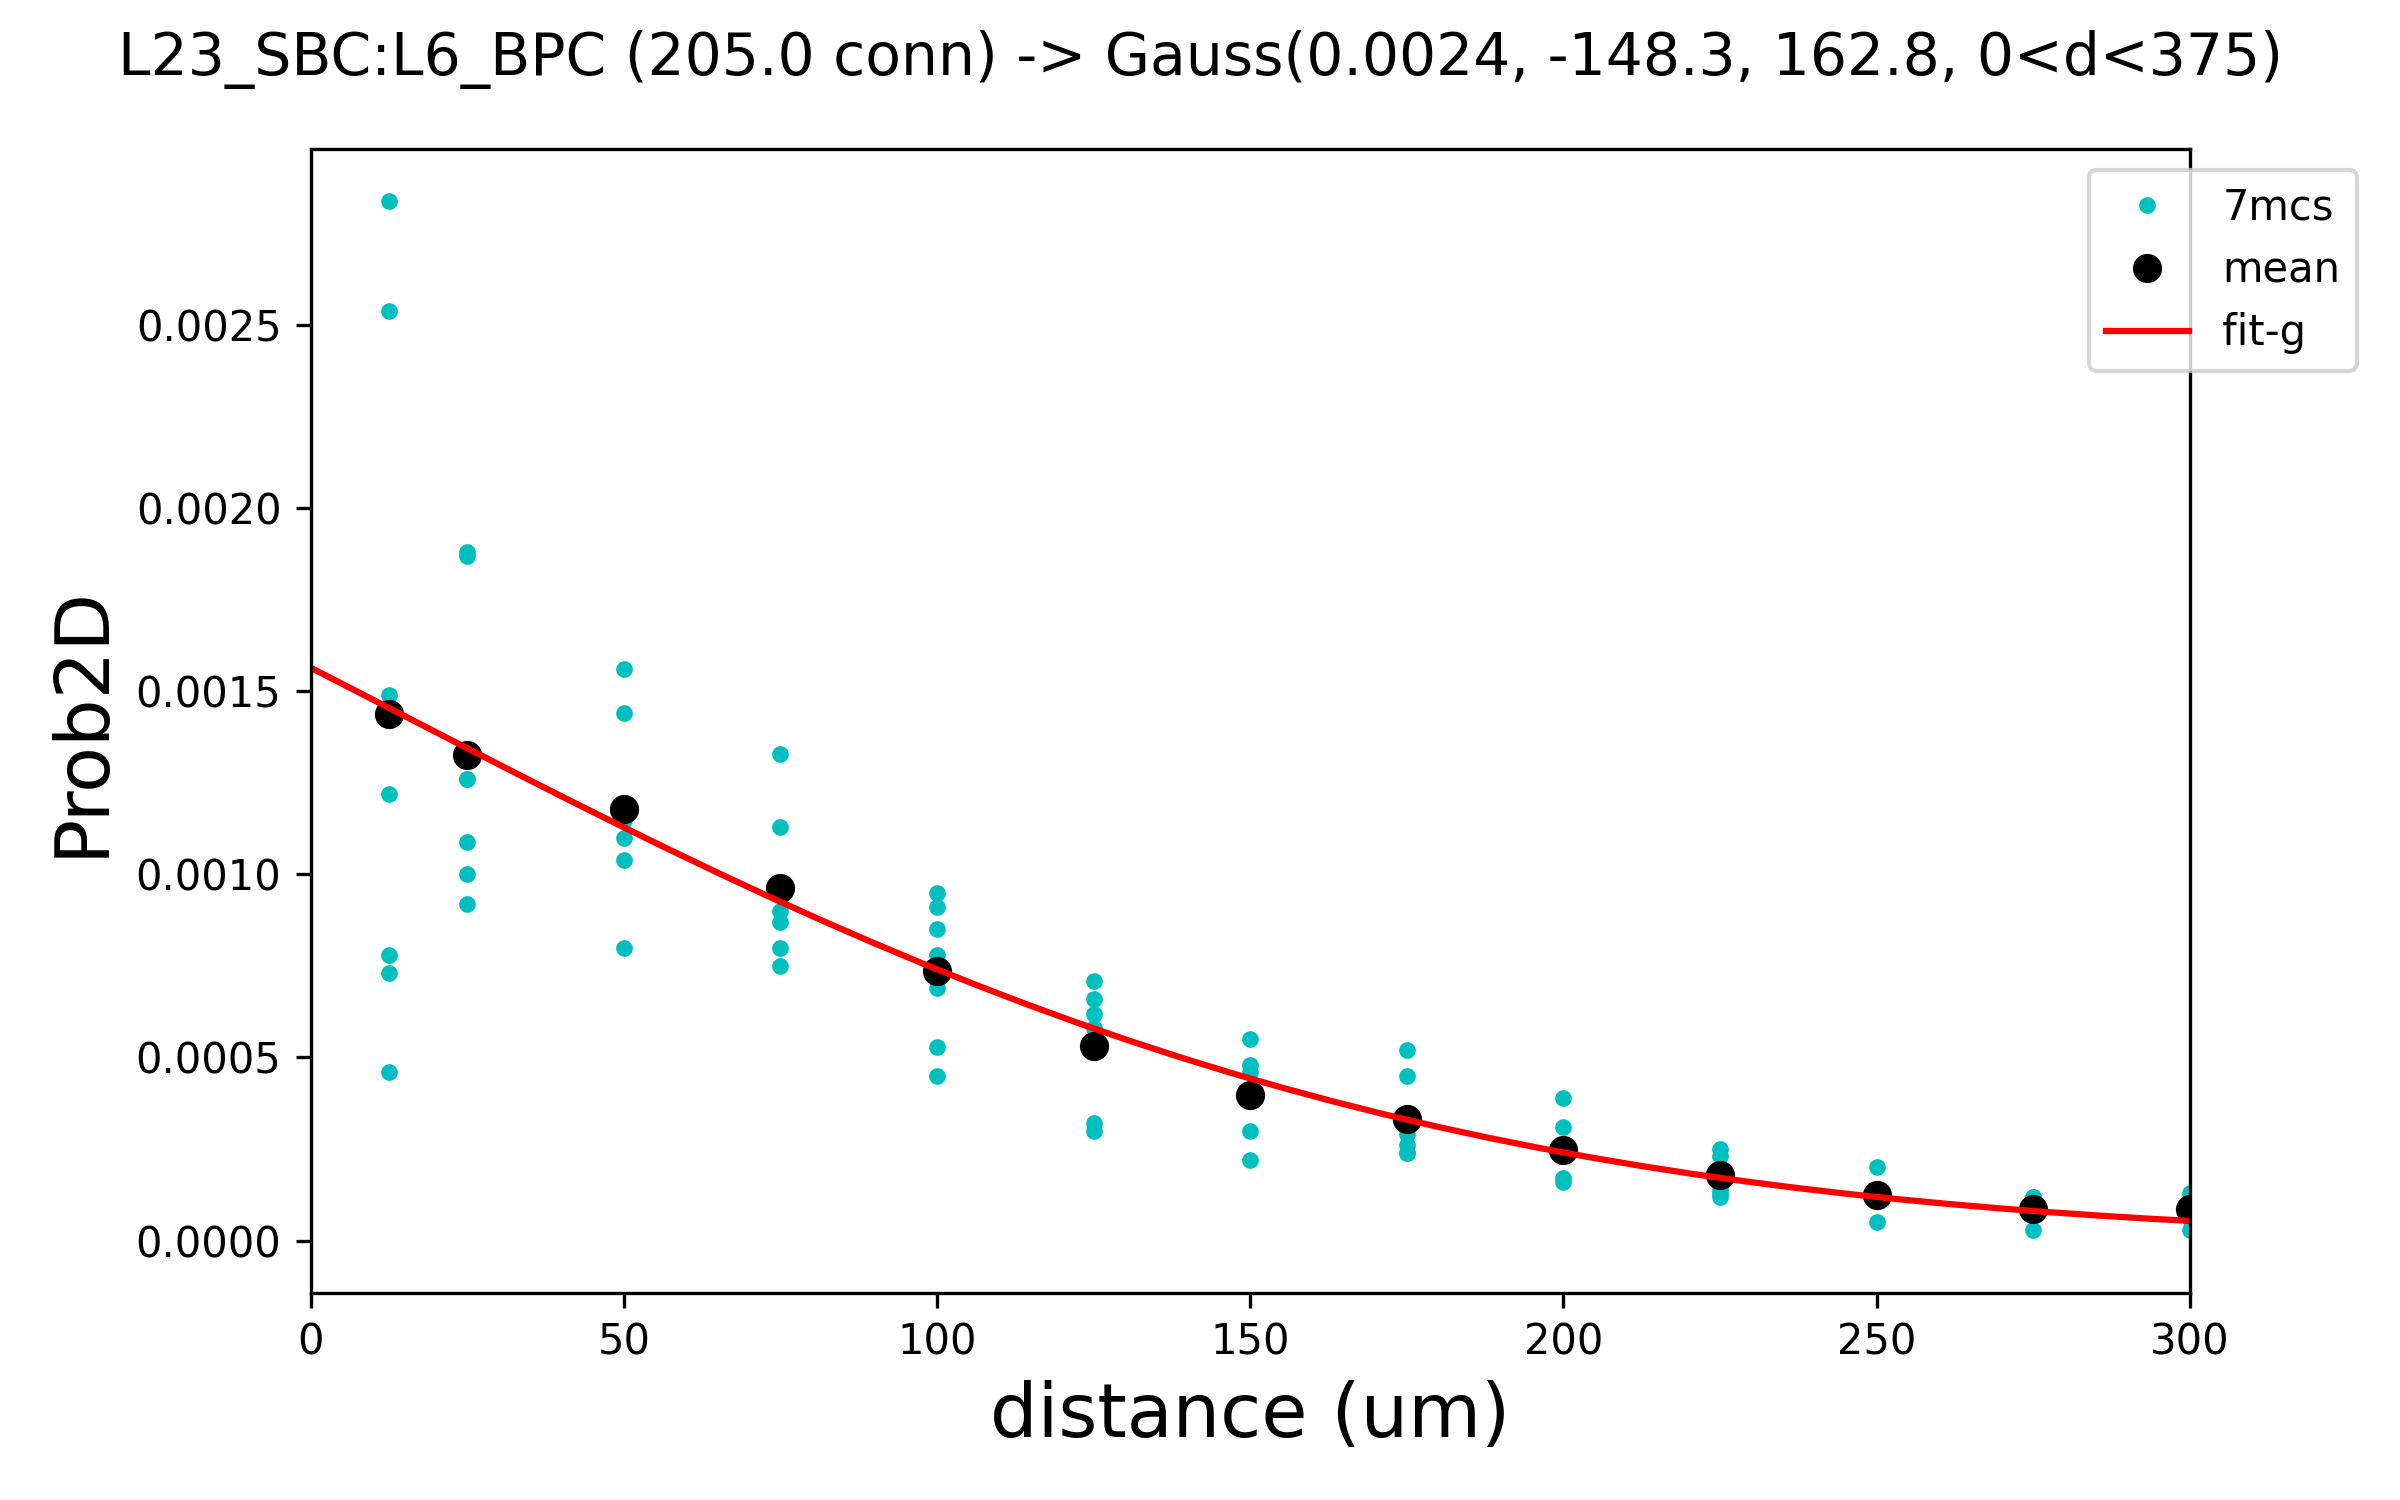 L23_SBC:L6_BPC (205.0 conn) -> Gauss(0.0024, -148.3, 162.8, 0<d<375)
7mcs
mean
fit-g
Prob2D
0.0025
0.0020
0.0015
0.0010
0.0005
0.0000
0 50 100 150 200 250 300
distance (um)